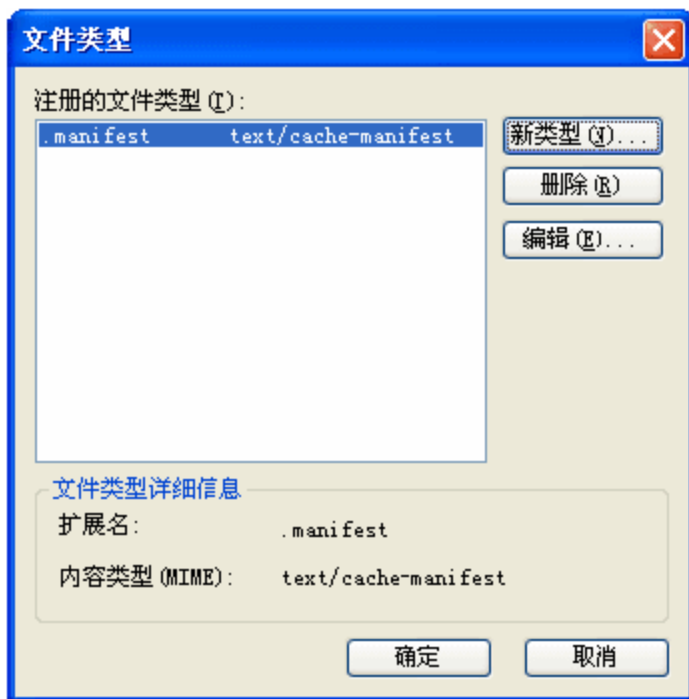 文件类型
注册的文件类型(T):
.manifest text/cache-manifest
新类型(N)...
删除(R)
编辑(E)...
文件类型详细信息
扩展名: .manifest
内容类型(MIME): text/cache-manifest
确定 取消